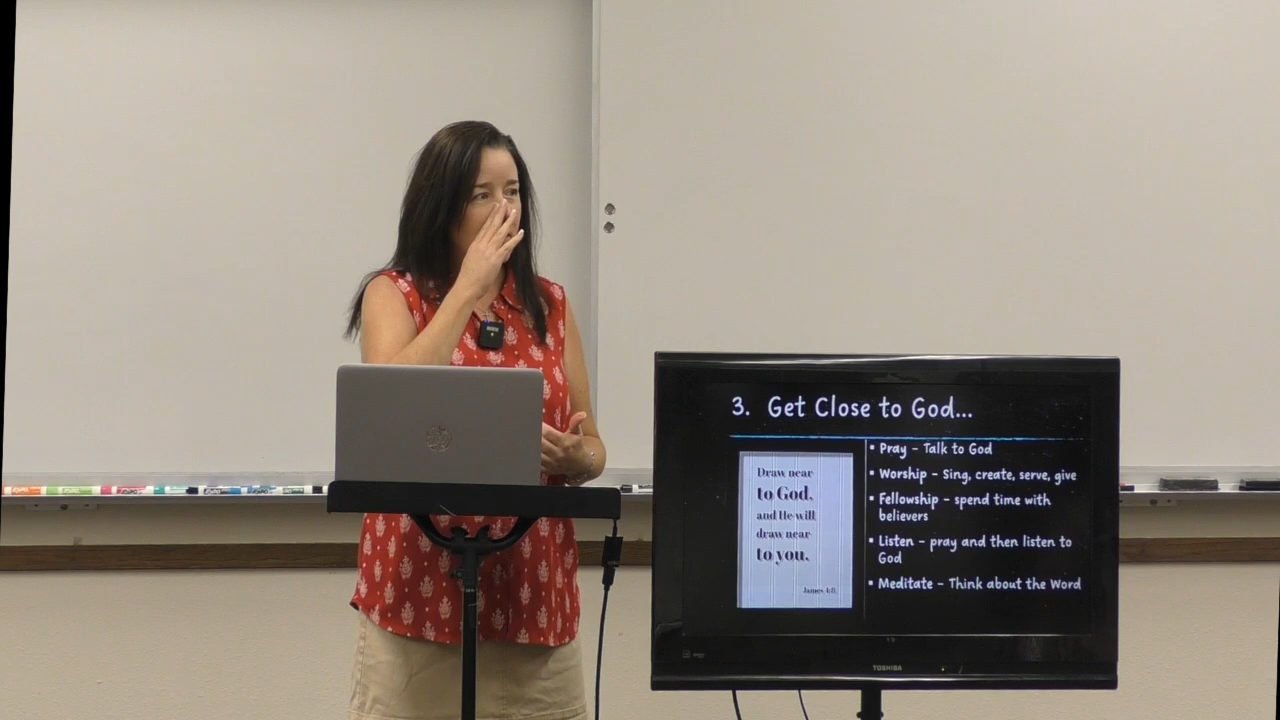 3. Get Close to God...
Draw near
to God,
and He will
draw near
to you.
James 4:8
▪ Pray – Talk to God
▪ Worship – Sing, create, serve, give
▪ Fellowship – spend time with
believers
▪ Listen – pray and then listen to
God
▪ Meditate – Think about the Word
TOSHIBA